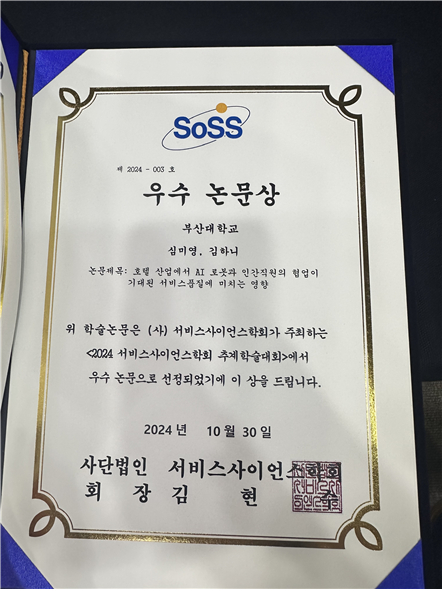 SoSS
제 2024 - 003 호
우수 논문상
부산대학교
심미영, 김하니
논문제목: 호텔 산업에서 AI 로봇과 인간직원의 협업이
기대된 서비스품질에 미치는 영향
위 학술논문은 (사) 서비스사이언스학회가 주최하는
<2024 서비스사이언스학회 추계학술대회>에서
우수 논문으로 선정되었기에 이 상을 드립니다.
2024 년 10 월 30 일
사단법인 서비스사이언스학회
회 장 김 현